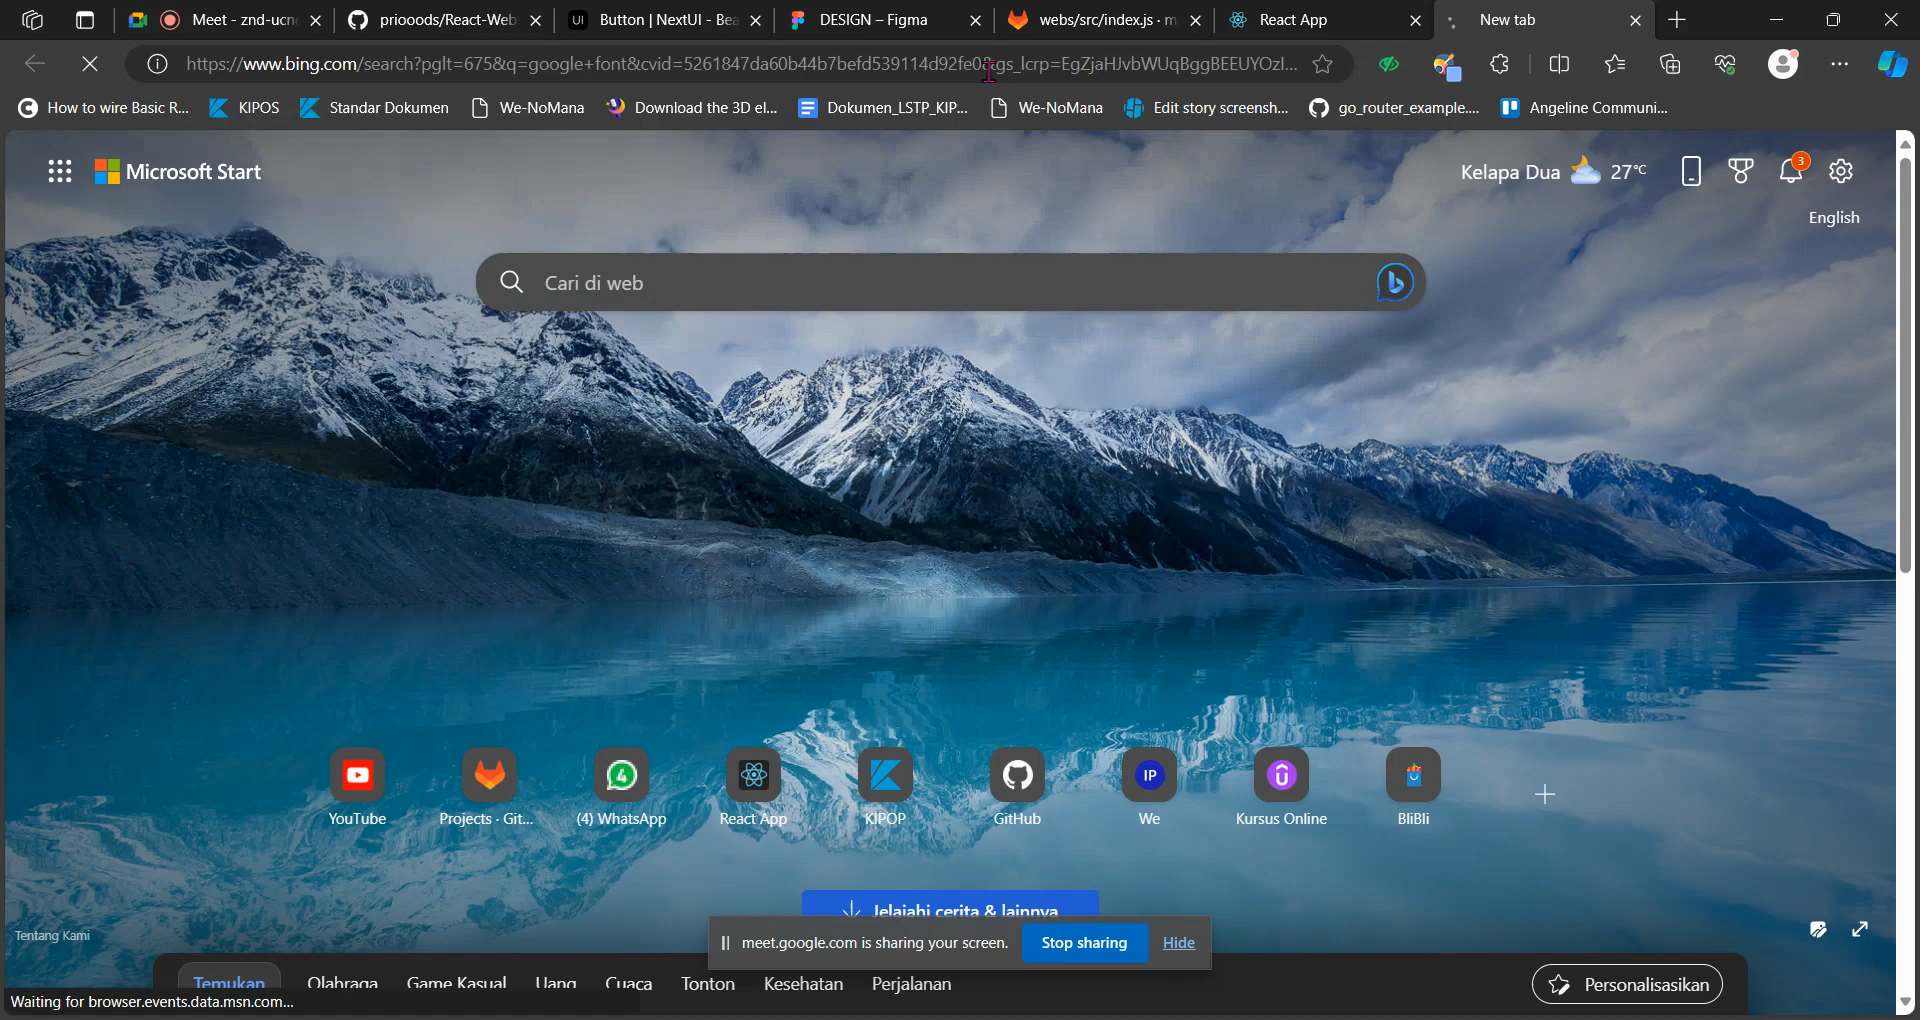 Meet - znd-ucn
priooods/React-Web
Button | NextUI - Bea
DESIGN – Figma
webs/src/index.js · m
React App
New tab
https://www.bing.com/search?pglt=675&q=google+font&cvid=5261847da60b44b7befd539114d92fe0&gs_lcrp=EgZjaHJvbWUqBggBEEUYOzI...
How to wire Basic R...
KIPOS
Standar Dokumen
We-NoMana
Download the 3D el...
Dokumen_LSTP_KIP...
We-NoMana
Edit story screensh...
go_router_example....
Angeline Communi...
Microsoft Start
Kelapa Dua 27°C
3
English
Cari di web
YouTube
Projects · Git...
(4) WhatsApp
React App
KIPOP
GitHub
IP
We
Kursus Online
BliBli
Jelajahi cerita & lainnya
Tentang Kami
meet.google.com is sharing your screen.
Stop sharing
Hide
Temukan
Olahraga
Game Kasual
Uang
Cuaca
Tonton
Kesehatan
Perjalanan
Personalisasikan
Waiting for browser.events.data.msn.com...